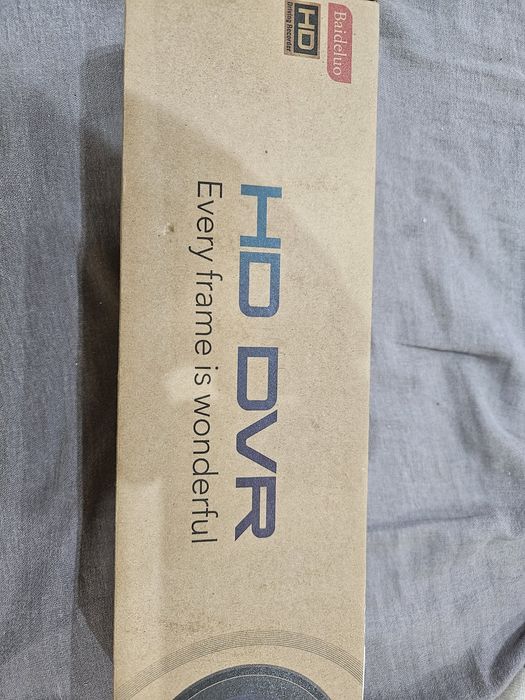 Baideluo
HD
Driving Recorder
HD DVR
Every frame is wonderful